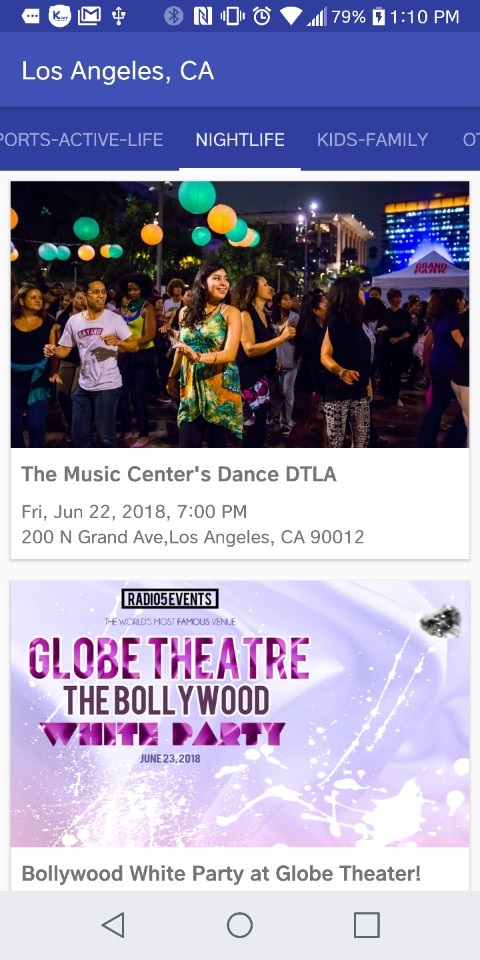 79% 1:10 PM
Los Angeles, CA
PORTS-ACTIVE-LIFE NIGHTLIFE KIDS-FAMILY OT
GRAND
PARK
The Music Center's Dance DTLA
Fri, Jun 22, 2018, 7:00 PM
200 N Grand Ave,Los Angeles, CA 90012
RADIO5EVENTS
THE WORLD'S MOST FAMOUS VENUE
GLOBE THEATRE
THE BOLLYWOOD
WHITE PARTY
JUNE 23, 2018
Bollywood White Party at Globe Theater!